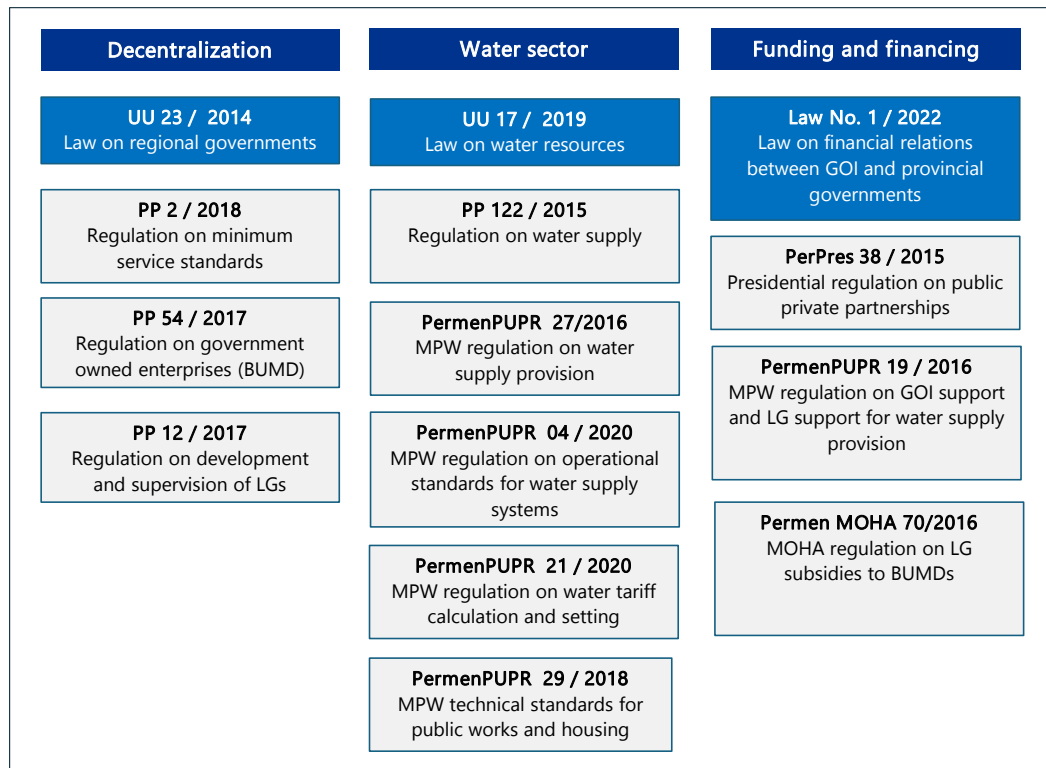 Decentralization
UU 23 / 2014
Law on regional governments
PP 2 / 2018
Regulation on minimum
service standards
PP 54 / 2017
Regulation on government
owned enterprises (BUMD)
PP 12 / 2017
Regulation on development
and supervision of LGs
Water sector
UU 17 / 2019
Law on water resources
PP 122 / 2015
Regulation on water supply
PermenPUPR 27/2016
MPW regulation on water
supply provision
PermenPUPR 04 / 2020
MPW regulation on operational
standards for water supply
systems
PermenPUPR 21 / 2020
MPW regulation on water tariff
calculation and setting
PermenPUPR 29 / 2018
MPW technical standards for
public works and housing
Funding and financing
Law No. 1 / 2022
Law on financial relations
between GOI and provincial
governments
PerPres 38 / 2015
Presidential regulation on public
private partnerships
PermenPUPR 19 / 2016
MPW regulation on GOI support
and LG support for water supply
provision
Permen MOHA 70/2016
MOHA regulation on LG
subsidies to BUMDs